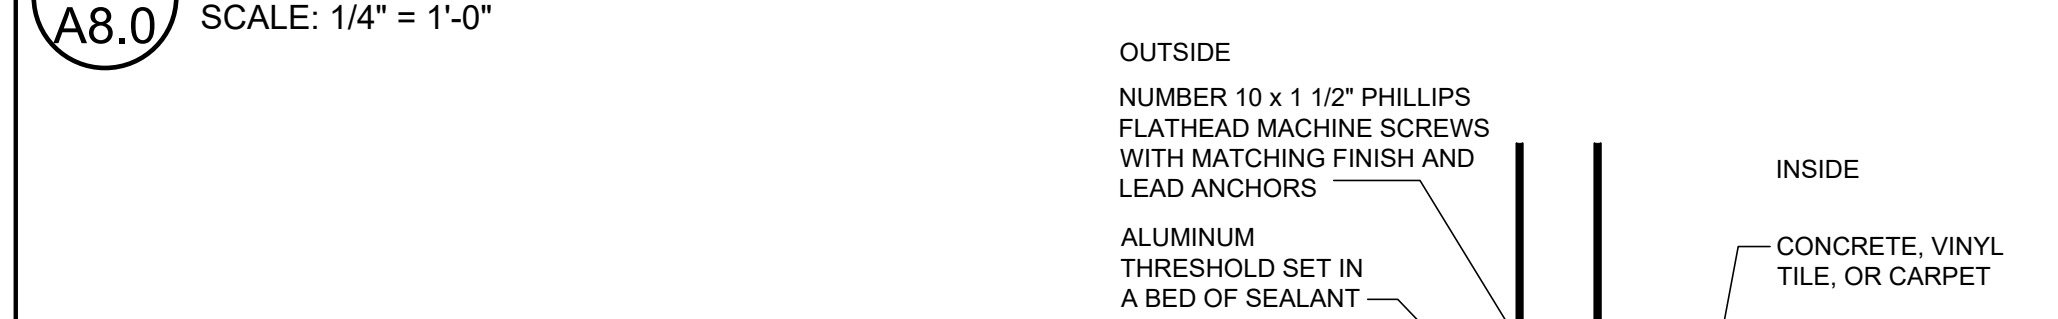 A8.0
SCALE: 1/4" = 1'-0"
OUTSIDE
NUMBER 10 x 1 1/2" PHILLIPS
FLATHEAD MACHINE SCREWS
WITH MATCHING FINISH AND
LEAD ANCHORS
ALUMINUM
THRESHOLD SET IN
A BED OF SEALANT
INSIDE
CONCRETE, VINYL
TILE, OR CARPET